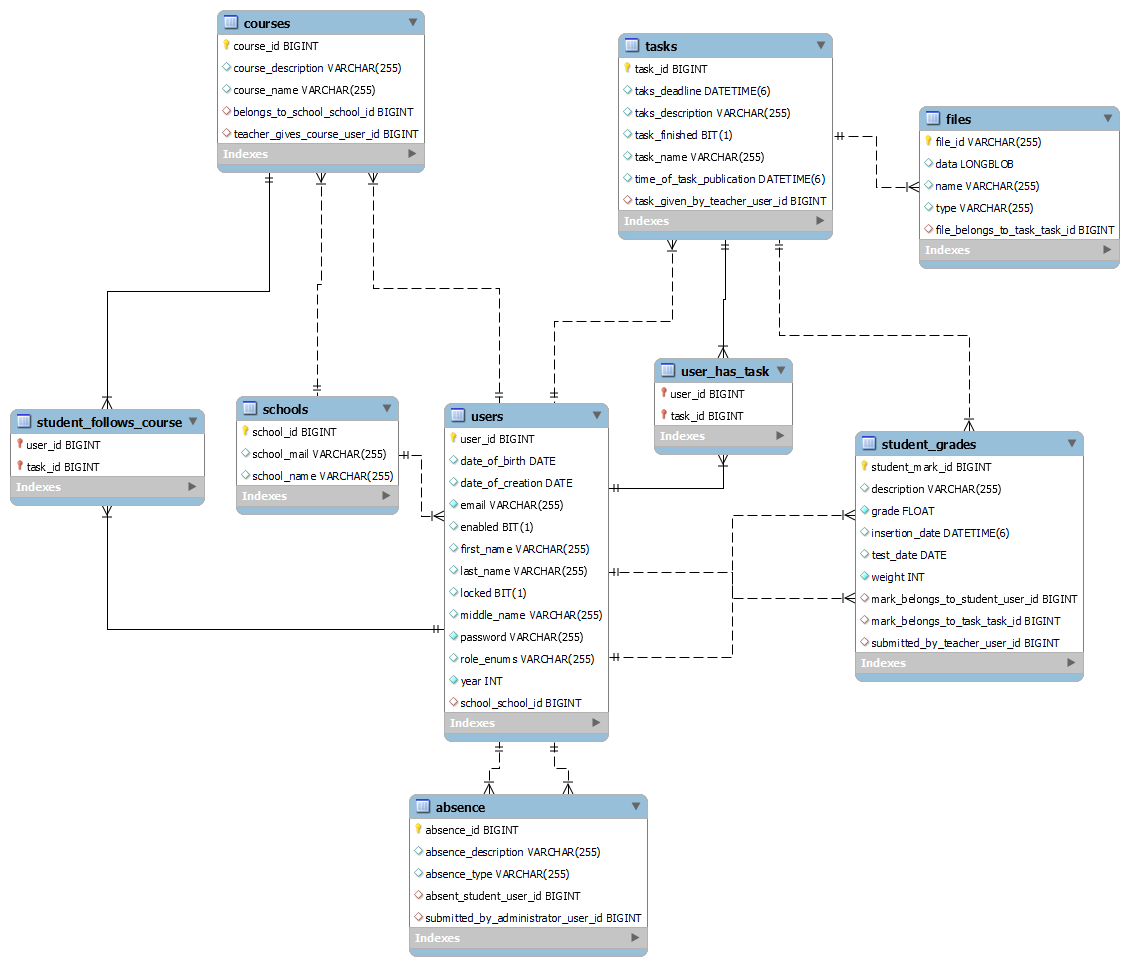 courses
course_id BIGINT
course_description VARCHAR(255)
course_name VARCHAR(255)
belongs_to_school_school_id BIGINT
teacher_gives_course_user_id BIGINT
Indexes
tasks
task_id BIGINT
taks_deadline DATETIME(6)
taks_description VARCHAR(255)
task_finished BIT(1)
task_name VARCHAR(255)
time_of_task_publication DATETIME(6)
task_given_by_teacher_user_id BIGINT
Indexes
files
file_id VARCHAR(255)
data LONGBLOB
name VARCHAR(255)
type VARCHAR(255)
file_belongs_to_task_task_id BIGINT
Indexes
student_follows_course
user_id BIGINT
task_id BIGINT
Indexes
schools
school_id BIGINT
school_mail VARCHAR(255)
school_name VARCHAR(255)
Indexes
users
user_id BIGINT
date_of_birth DATE
date_of_creation DATE
email VARCHAR(255)
enabled BIT(1)
first_name VARCHAR(255)
last_name VARCHAR(255)
locked BIT(1)
middle_name VARCHAR(255)
password VARCHAR(255)
role_enums VARCHAR(255)
year INT
school_school_id BIGINT
Indexes
user_has_task
user_id BIGINT
task_id BIGINT
Indexes
student_grades
student_mark_id BIGINT
description VARCHAR(255)
grade FLOAT
insertion_date DATETIME(6)
test_date DATE
weight INT
mark_belongs_to_student_user_id BIGINT
mark_belongs_to_task_task_id BIGINT
submitted_by_teacher_user_id BIGINT
Indexes
absence
absence_id BIGINT
absence_description VARCHAR(255)
absence_type VARCHAR(255)
absent_student_user_id BIGINT
submitted_by_administrator_user_id BIGINT
Indexes